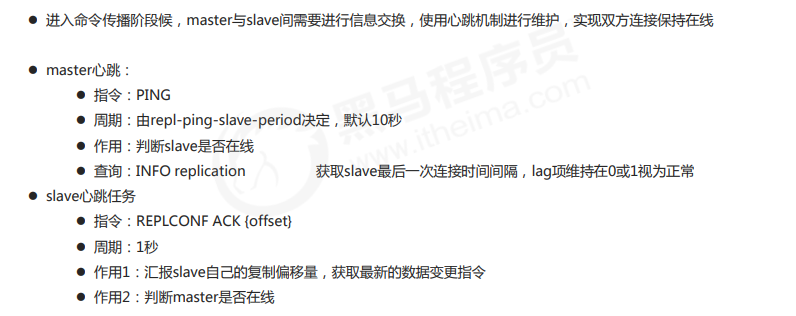 进入命令传播阶段候，master与slave间需要进行信息交换，使用心跳机制进行维护，实现双方连接保持在线
master心跳：
指令：PING
周期：由repl-ping-slave-period决定，默认10秒
作用：判断slave是否在线
查询：INFO replication 获取slave最后一次连接时间间隔，lag项维持在0或1视为正常
slave心跳任务
指令：REPLCONF ACK {offset}
周期：1秒
作用1：汇报slave自己的复制偏移量，获取最新的数据变更指令
作用2：判断master是否在线
黑马程序员
www.itheima.com